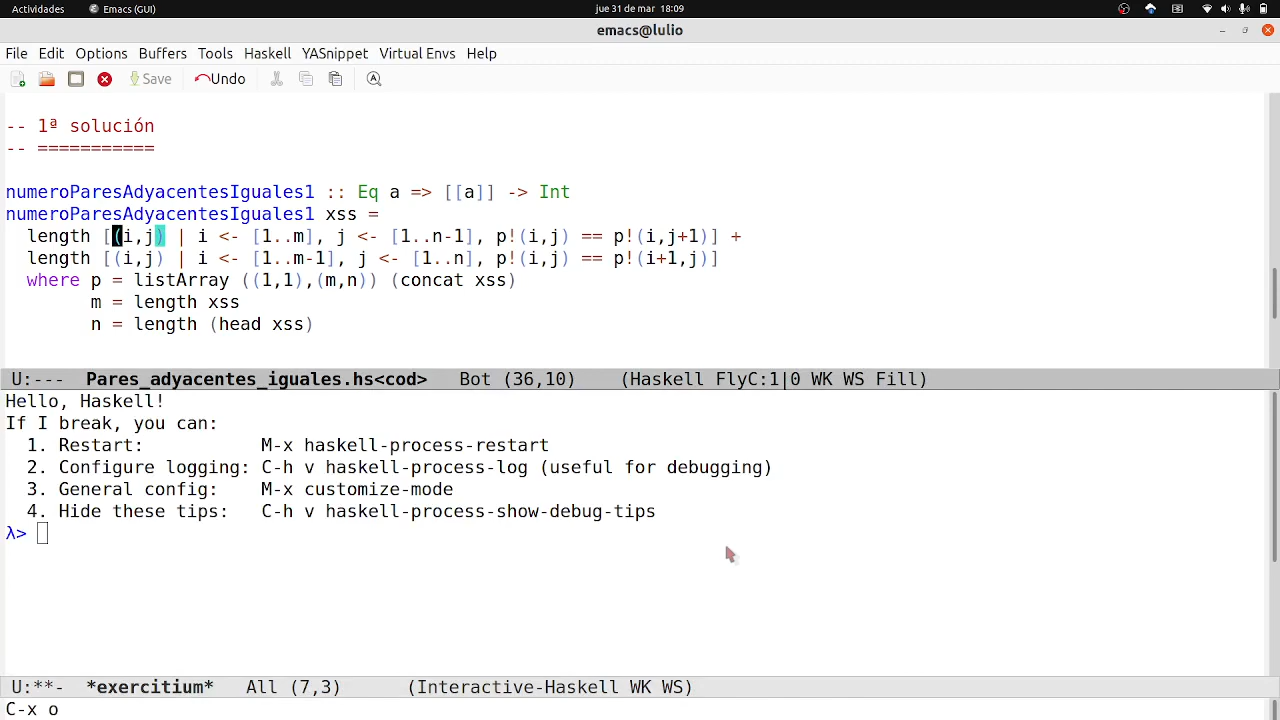 Actividades Emacs (GUI) jue 31 de mar 18:09
emacs@lulio
File Edit Options Buffers Tools Haskell YASnippet Virtual Envs Help
Save Undo
-- 1ª solución
-- ===========
numeroParesAdyacentesIguales1 :: Eq a => [[a]] -> Int
numeroParesAdyacentesIguales1 xss =
  length [(i,j) | i <- [1..m], j <- [1..n-1], p!(i,j) == p!(i,j+1)] +
  length [(i,j) | i <- [1..m-1], j <- [1..n], p!(i,j) == p!(i+1,j)]
  where p = listArray ((1,1),(m,n)) (concat xss)
        m = length xss
        n = length (head xss)
U:--- Pares_adyacentes_iguales.hs<cod> Bot (36,10) (Haskell FlyC:1|0 WK WS Fill)
Hello, Haskell!
If I break, you can:
  1. Restart:           M-x haskell-process-restart
  2. Configure logging: C-h v haskell-process-log (useful for debugging)
  3. General config:    M-x customize-mode
  4. Hide these tips:   C-h v haskell-process-show-debug-tips
λ>
U:**- *exercitium* All (7,3) (Interactive-Haskell WK WS)
C-x o